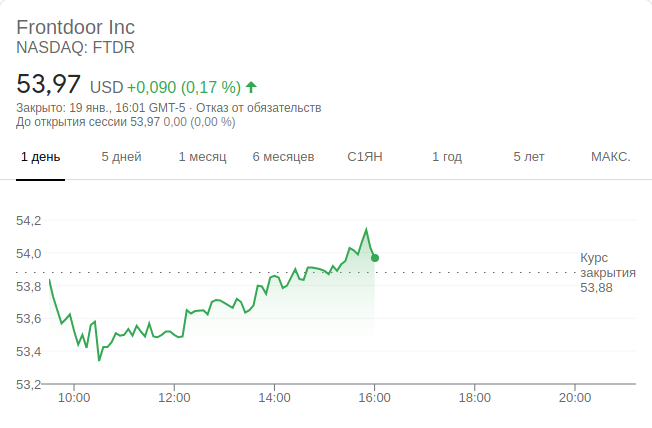 Frontdoor Inc
NASDAQ: FTDR
53,97 USD +0,090 (0,17 %)
Закрыто: 19 янв., 16:01 GMT-5 · Отказ от обязательств
До открытия сессии 53,97 0,00 (0,00 %)
1 день 5 дней 1 месяц 6 месяцев С1ЯН 1 год 5 лет МАКС.
54,2
54,0
53,8
53,6
53,4
53,2
Курс
закрытия
53,88
10:00 12:00 14:00 16:00 18:00 20:00